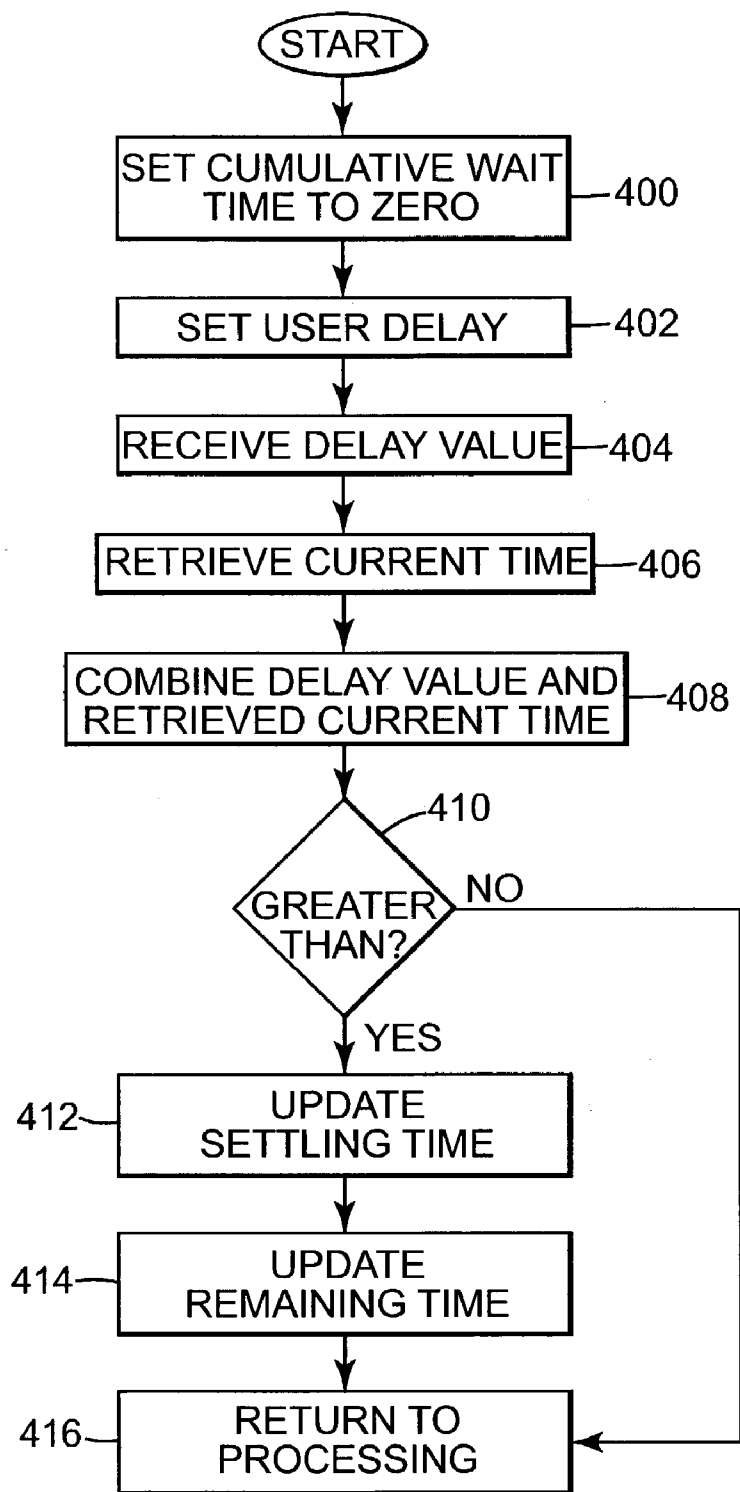 START
SET CUMULATIVE WAIT
TIME TO ZERO
400
SET USER DELAY
402
RECEIVE DELAY VALUE
404
RETRIEVE CURRENT TIME
406
COMBINE DELAY VALUE AND
RETRIEVED CURRENT TIME
408
410
GREATER
THAN?
NO
YES
412
UPDATE
SETTLING TIME
414
UPDATE
REMAINING TIME
416
RETURN TO
PROCESSING